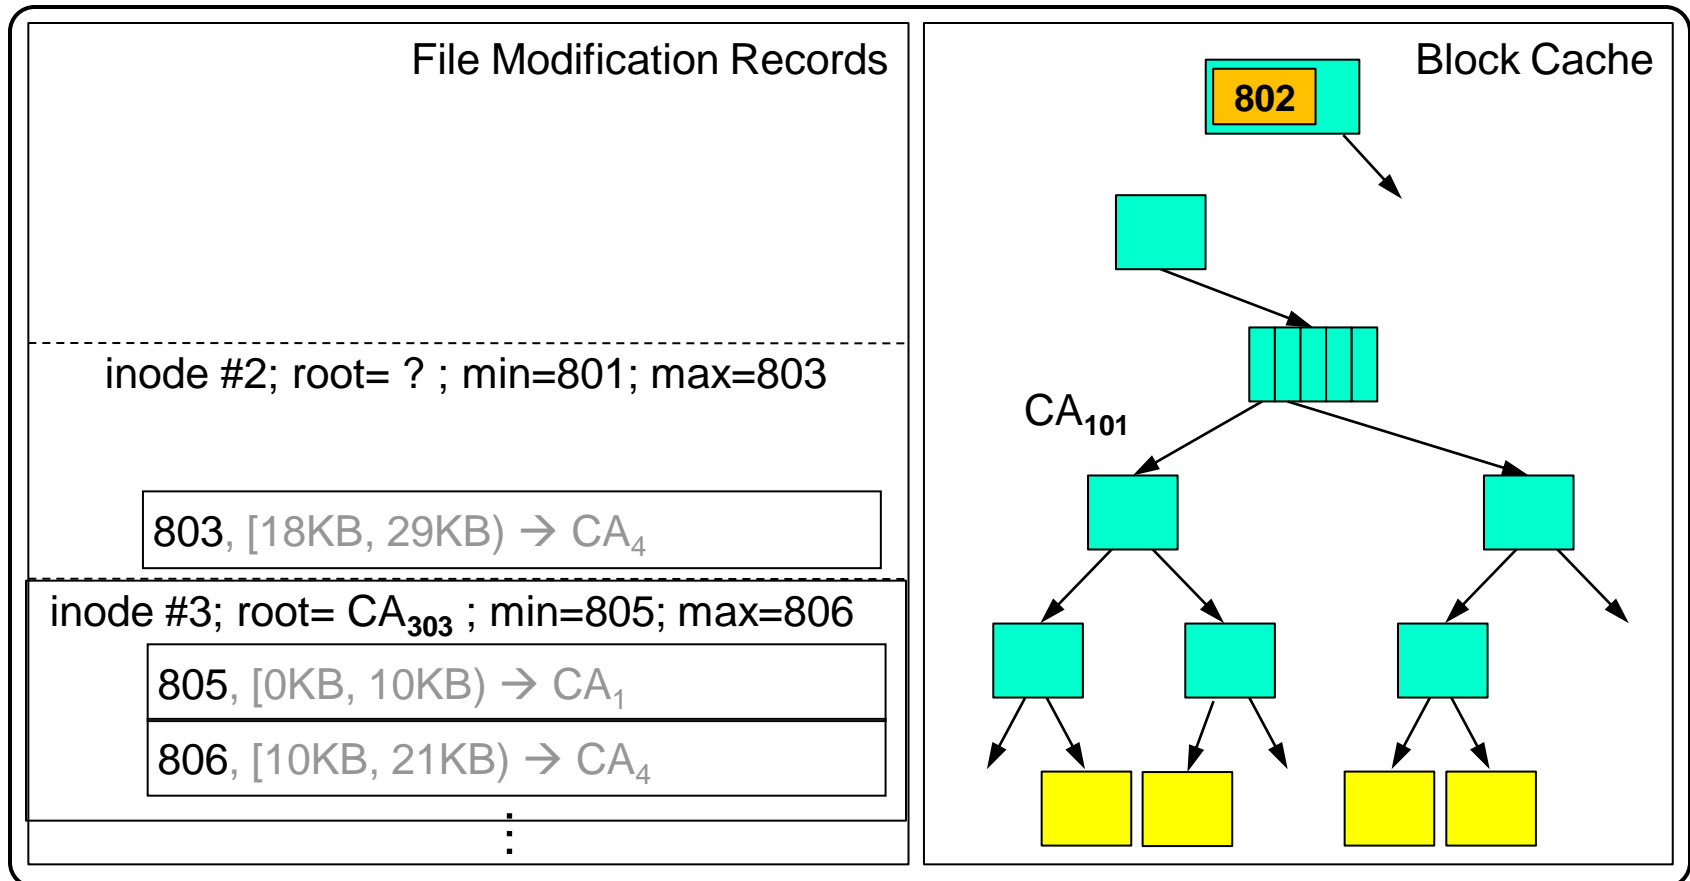 File Modification Records
inode #2; root= ? ; min=801; max=803
803, [18KB, 29KB) → CA₄
inode #3; root= CA₃₀₃ ; min=805; max=806
805, [0KB, 10KB) → CA₁
806, [10KB, 21KB) → CA₄
⋮
Block Cache
802
CA₁₀₁